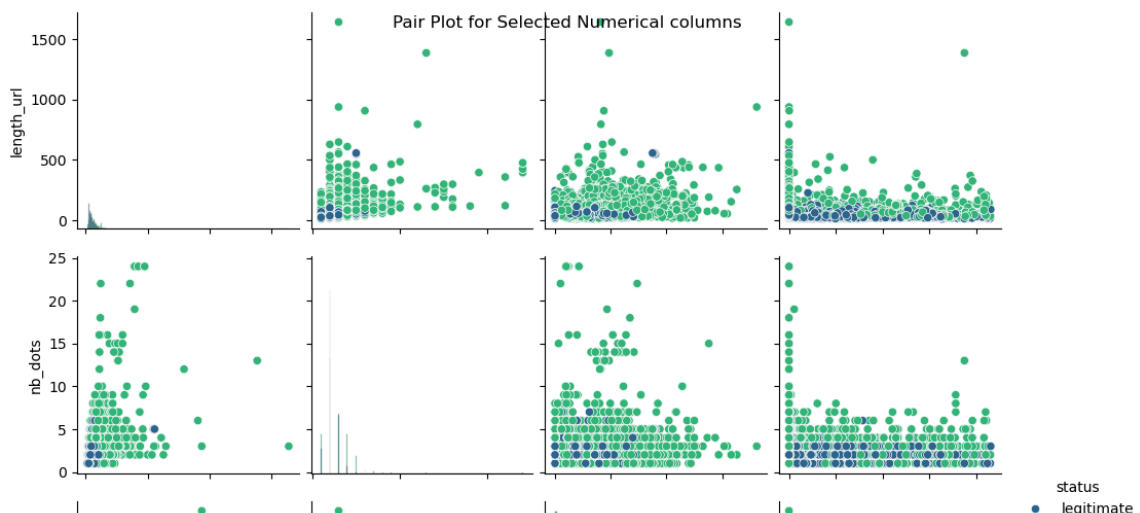 Pair Plot for Selected Numerical columns
1500
1000
500
0
length_url
25
20
15
10
5
0
nb_dots
status
legitimate